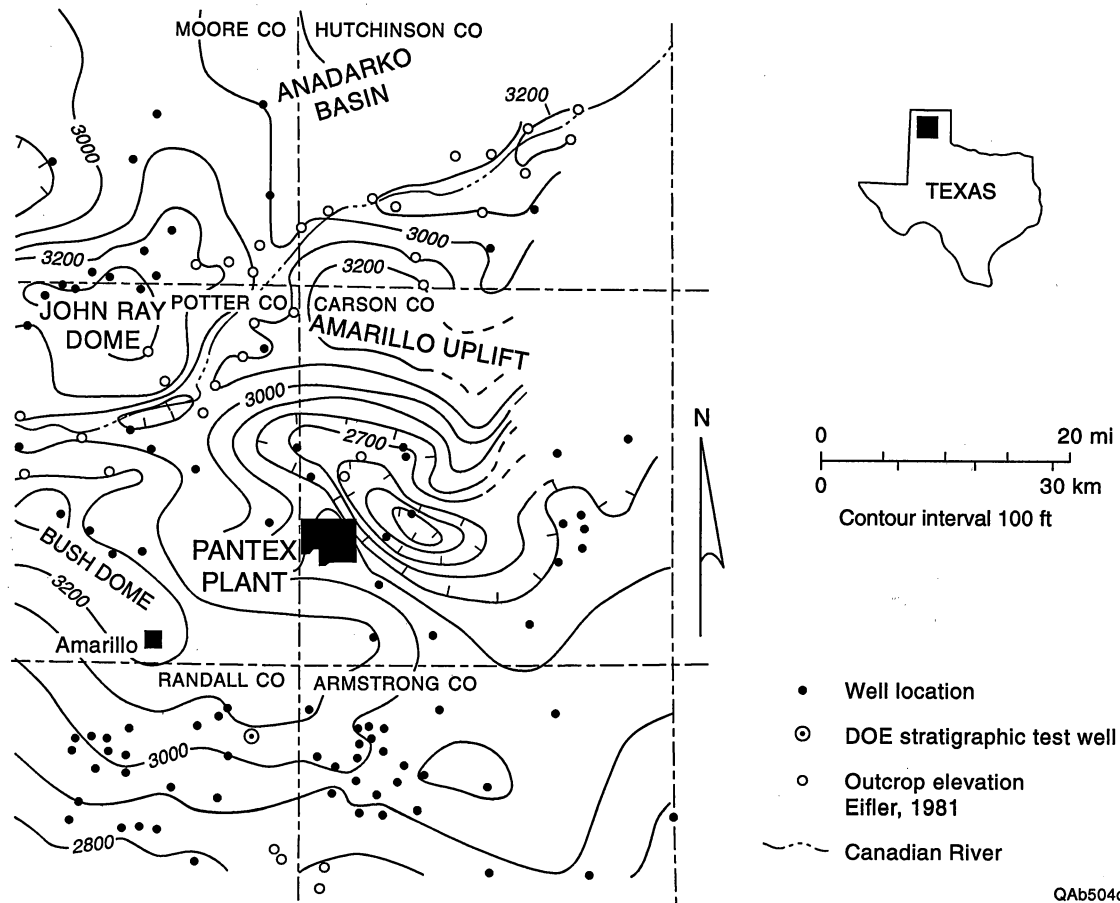 MOORE CO
HUTCHINSON CO
ANADARKO
BASIN
3200
3000
3000
3200
3200
TEXAS
JOHN RAY
DOME
POTTER CO
CARSON CO
AMARILLO UPLIFT
3000
2700
N
0 20 mi
0 30 km
Contour interval 100 ft
PANTEX
PLANT
BUSH DOME
3200
Amarillo
RANDALL CO
ARMSTRONG CO
3000
2800
Well location
DOE stratigraphic test well
Outcrop elevation
Eifler, 1981
Canadian River
QAb504c